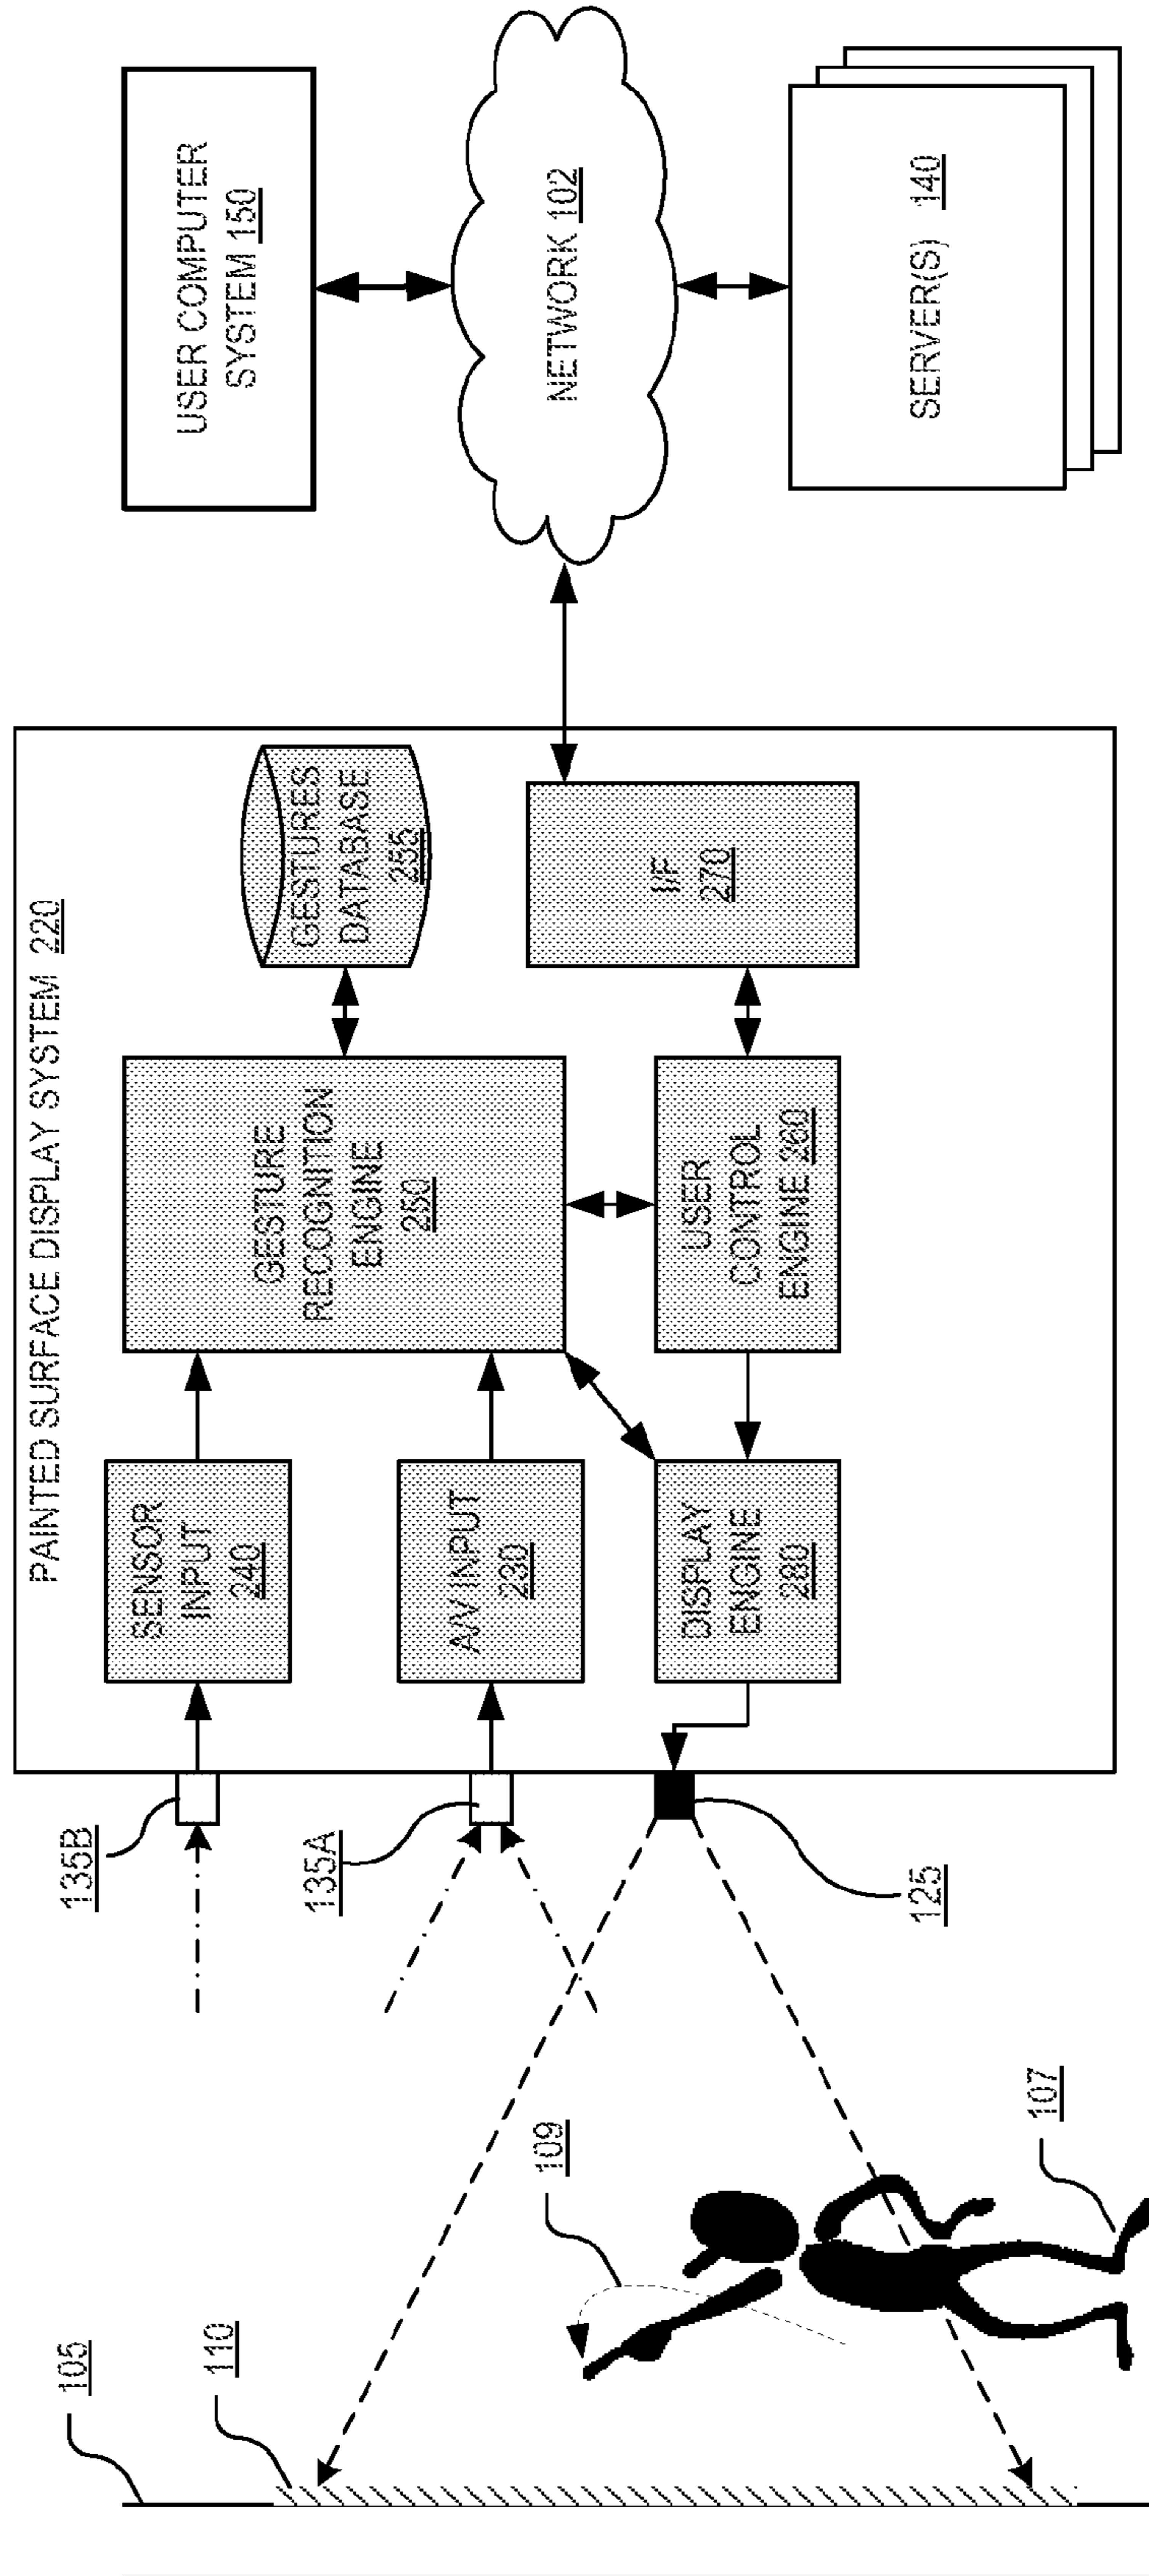 105
110
109
107
135B
135A
125
PAINTED SURFACE DISPLAY SYSTEM 220
SENSOR
INPUT
240
A/V INPUT
230
DISPLAY
ENGINE
280
GESTURE
RECOGNITION
ENGINE
250
USER
CONTROL
ENGINE 260
GESTURES
DATABASE
255
I/F
270
USER COMPUTER
SYSTEM 150
NETWORK 102
SERVER(S) 140